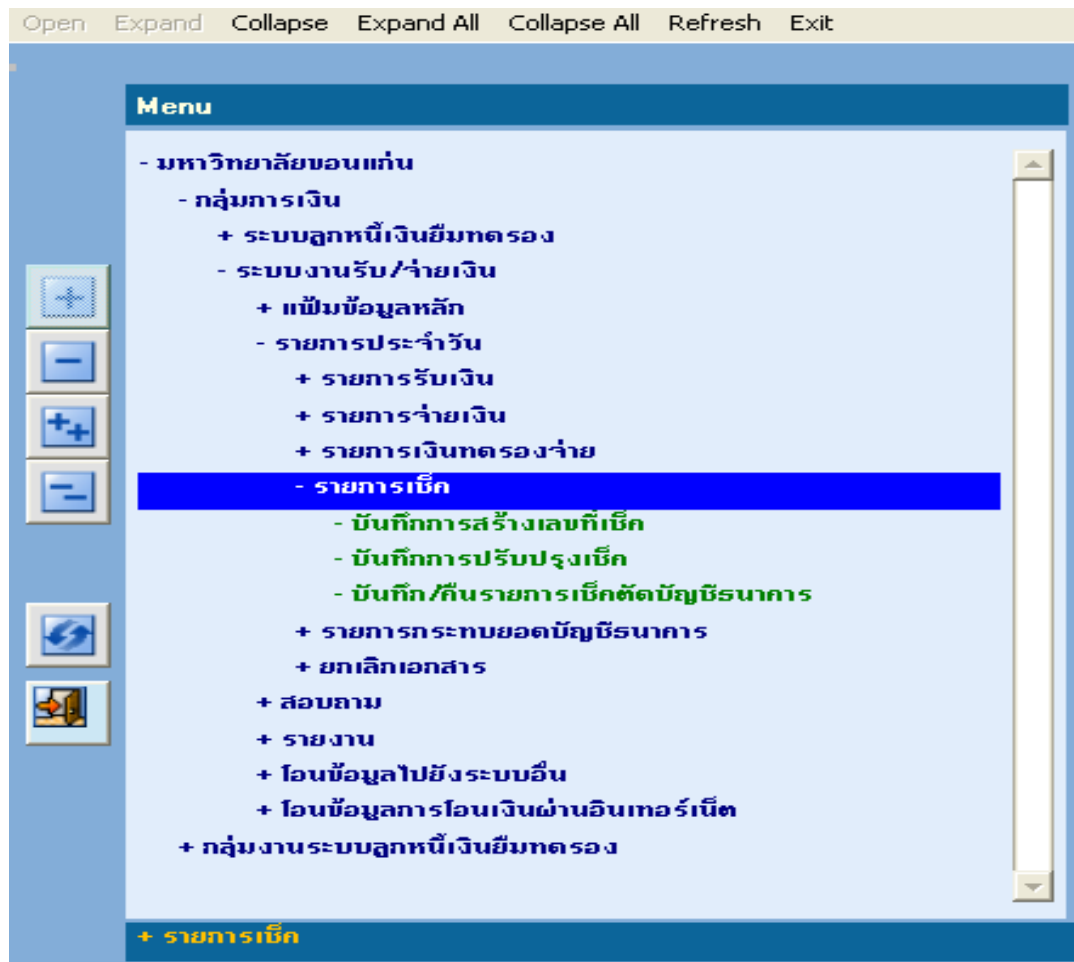 Open Expand Collapse Expand All Collapse All Refresh Exit
Menu
- มหาวิทยาลัยขอนแก่น
- กลุ่มการเงิน
+ ระบบลูกหนี้เงินยืมทดรอง
- ระบบงานรับ/จ่ายเงิน
+ แฟ้มข้อมูลหลัก
- รายการประจำวัน
+ รายการรับเงิน
+ รายการจ่ายเงิน
+ รายการเงินทดรองจ่าย
- รายการเช็ค
- บันทึกการสร้างเลขที่เช็ค
- บันทึกการปรับปรุงเช็ค
- บันทึก/คืนรายการเช็คตัดบัญชีธนาคาร
+ รายการกระทบยอดบัญชีธนาคาร
+ ยกเลิกเอกสาร
+ สอบถาม
+ รายงาน
+ โอนข้อมูลไปยังระบบอื่น
+ โอนข้อมูลการโอนเงินผ่านอินเทอร์เน็ต
+ กลุ่มงานระบบลูกหนี้เงินยืมทดรอง
+ รายการเช็ค